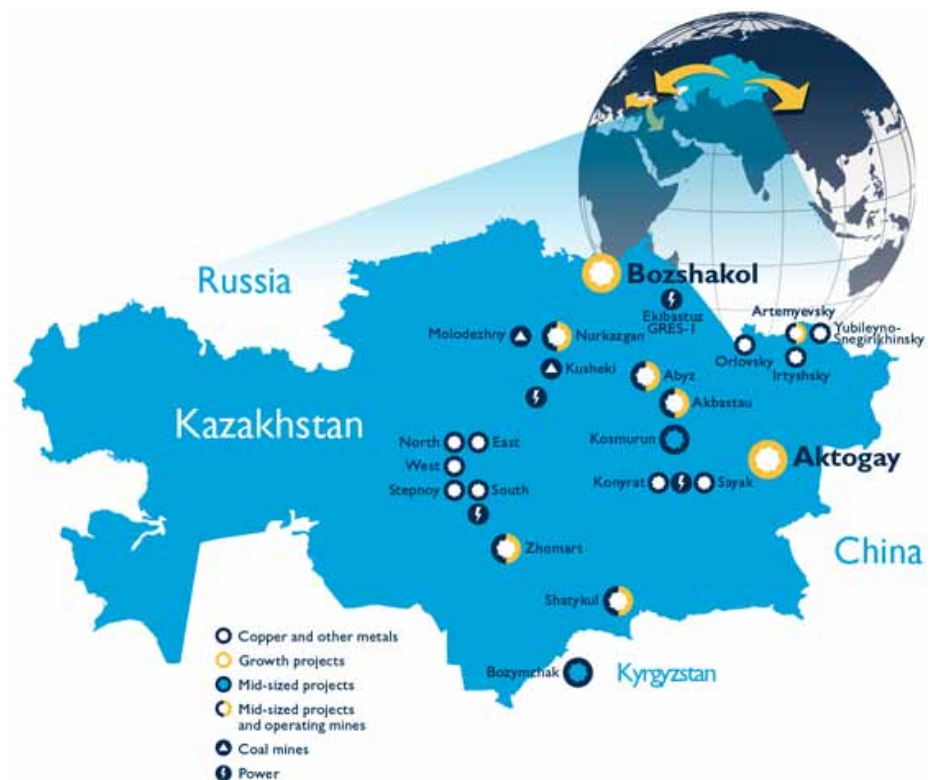 Russia
Bozshakol
Ekibastuz
GRES-1
Artemyevsky
Yubileyno-
Snegirikhinsky
Orlovsky
Irtyshsky
Molodezhny
Nurkazgan
Kusheki
Abyz
Akbastau
Kazakhstan
North
East
Kosmurun
West
Aktogay
Stepnoy
South
Konyrat
Sayak
Zhomart
China
Shatykul
Bozymchak
Kyrgyzstan
Copper and other metals
Growth projects
Mid-sized projects
Mid-sized projects
and operating mines
Coal mines
Power